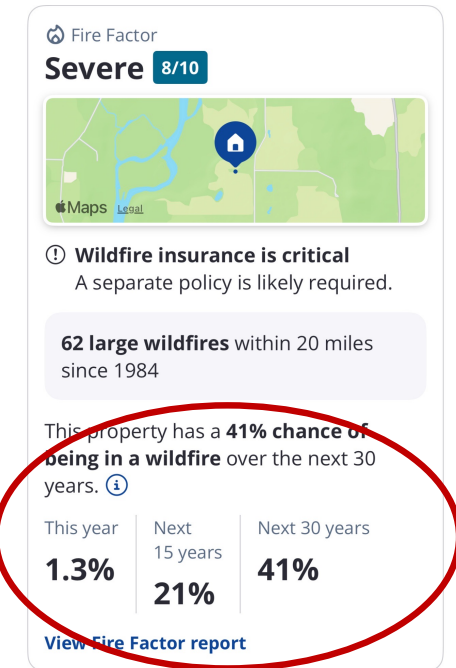 Fire Factor
Severe 8/10
Maps Legal
Wildfire insurance is critical
A separate policy is likely required.
62 large wildfires within 20 miles
since 1984
This property has a 41% chance of
being in a wildfire over the next 30
years.
This year
Next
15 years
Next 30 years
1.3%
21%
41%
View Fire Factor report